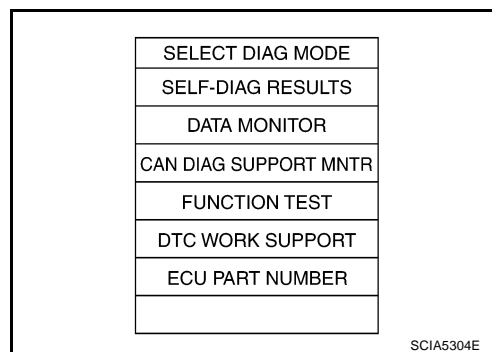 SELECT DIAG MODE
SELF-DIAG RESULTS
DATA MONITOR
CAN DIAG SUPPORT MNTR
FUNCTION TEST
DTC WORK SUPPORT
ECU PART NUMBER
SCIA5304E